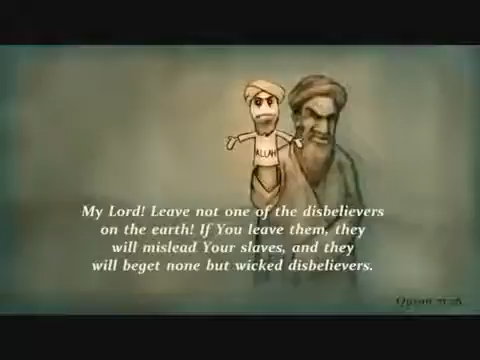 ALLAH
My Lord! Leave not one of the disbelievers
on the earth! If You leave them, they
will mislead Your slaves, and they
will beget none but wicked disbelievers.
Quran